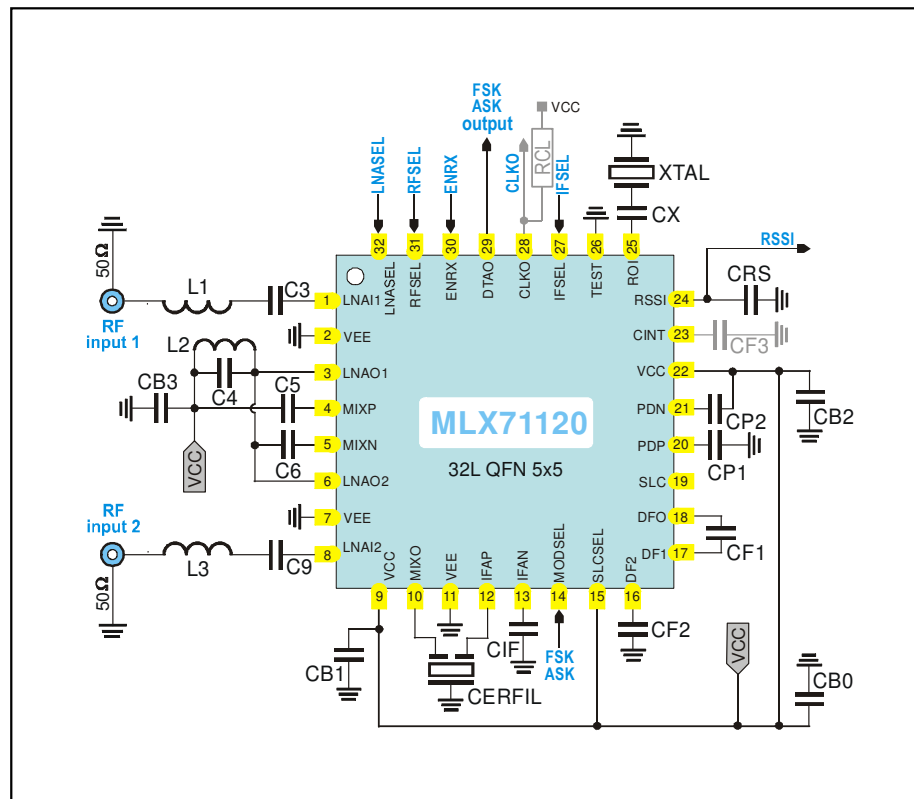 FSK
ASK
output
VCC
LNASEL
RFSEL
ENRX
CLKO
RCL
IFSEL
XTAL
CX
32
31
30
29
28
27
26
25
LNASEL
RFSEL
ENRX
DTAO
CLKO
IFSEL
TEST
ROI
50Ω
RF
input 1
L1
C3
1 LNAI1
2 VEE
L2
3 LNAO1
C4
CB3
C5
4 MIXP
5 MIXN
C6
6 LNAO2
VCC
7 VEE
RF
input 2
8 LNAI2
L3
C9
50Ω
MLX71120
32L QFN 5x5
RSSI
RSSI 24
CRS
CINT 23
CF3
VCC 22
PDN 21
CP2
CB2
PDP 20
CP1
SLC 19
DFO 18
CF1
DF1 17
VCC
MIXO
VEE
IFAP
IFAN
MODSEL
SLCSEL
DF2
9
10
11
12
13
14
15
16
CB1
CERFIL
CIF
FSK
ASK
CF2
VCC
CB0